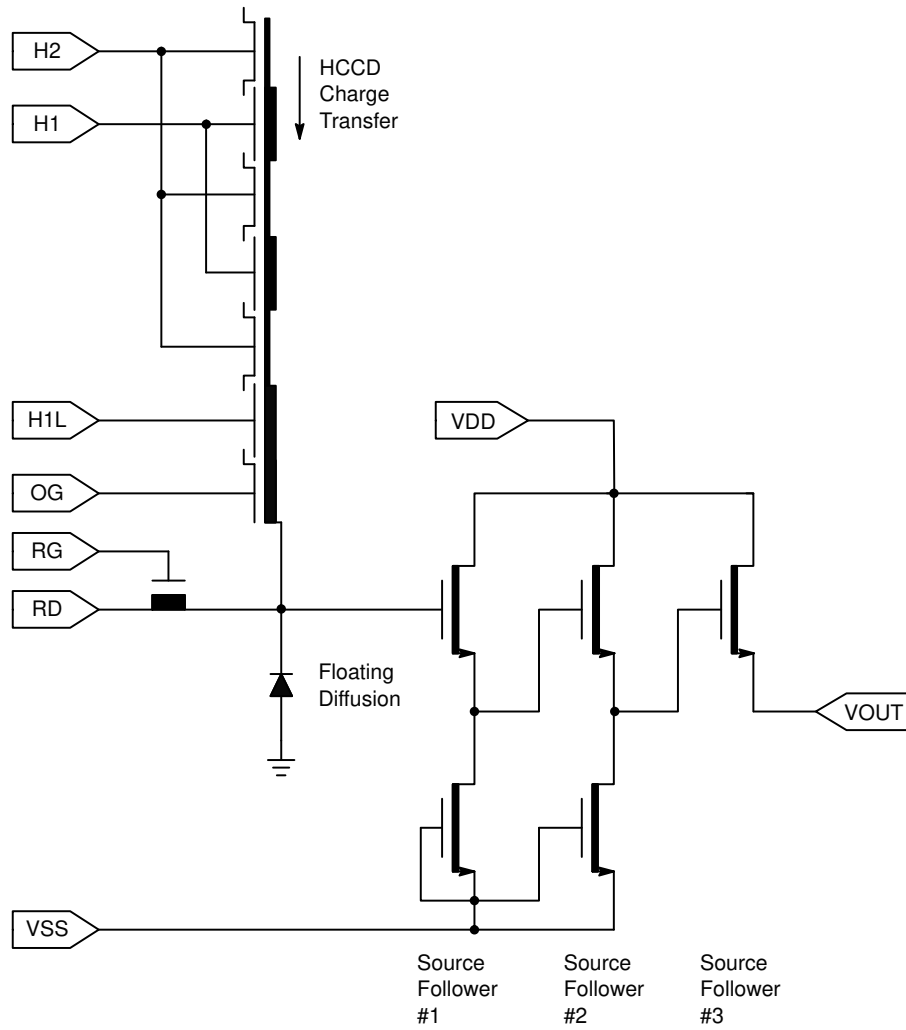 H2
H1
HCCD
Charge
Transfer
H1L
VDD
OG
RG
RD
Floating
Diffusion
VOUT
VSS
Source
Follower
#1
Source
Follower
#2
Source
Follower
#3